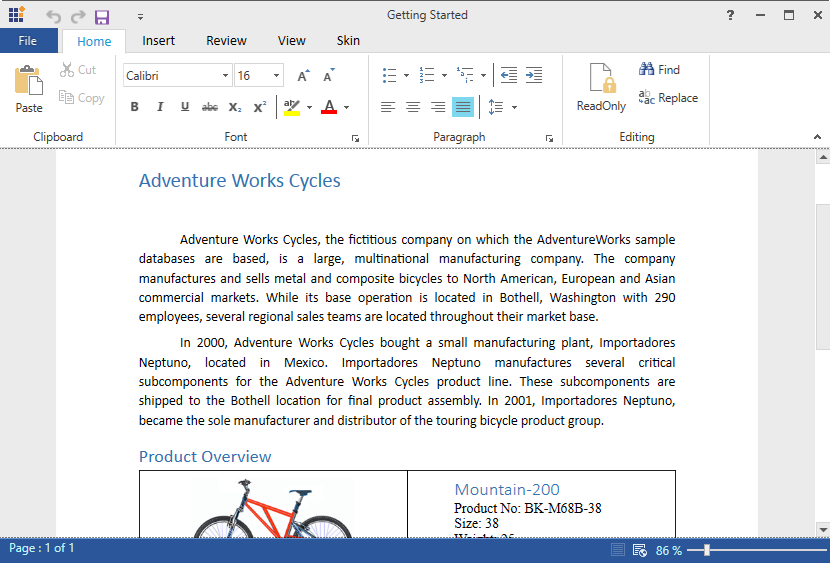 Getting Started
?
File Home Insert Review View Skin
Paste
Cut
Copy
Clipboard
Calibri 16 A A
B I U abc X₂ X² ab A
Font
Paragraph
ReadOnly
Find
Replace
Editing
Adventure Works Cycles
Adventure Works Cycles, the fictitious company on which the AdventureWorks sample
databases are based, is a large, multinational manufacturing company. The company
manufactures and sells metal and composite bicycles to North American, European and Asian
commercial markets. While its base operation is located in Bothell, Washington with 290
employees, several regional sales teams are located throughout their market base.
In 2000, Adventure Works Cycles bought a small manufacturing plant, Importadores
Neptuno, located in Mexico. Importadores Neptuno manufactures several critical
subcomponents for the Adventure Works Cycles product line. These subcomponents are
shipped to the Bothell location for final product assembly. In 2001, Importadores Neptuno,
became the sole manufacturer and distributor of the touring bicycle product group.
Product Overview
Mountain-200
Product No: BK-M68B-38
Size: 38
Page : 1 of 1
86 %